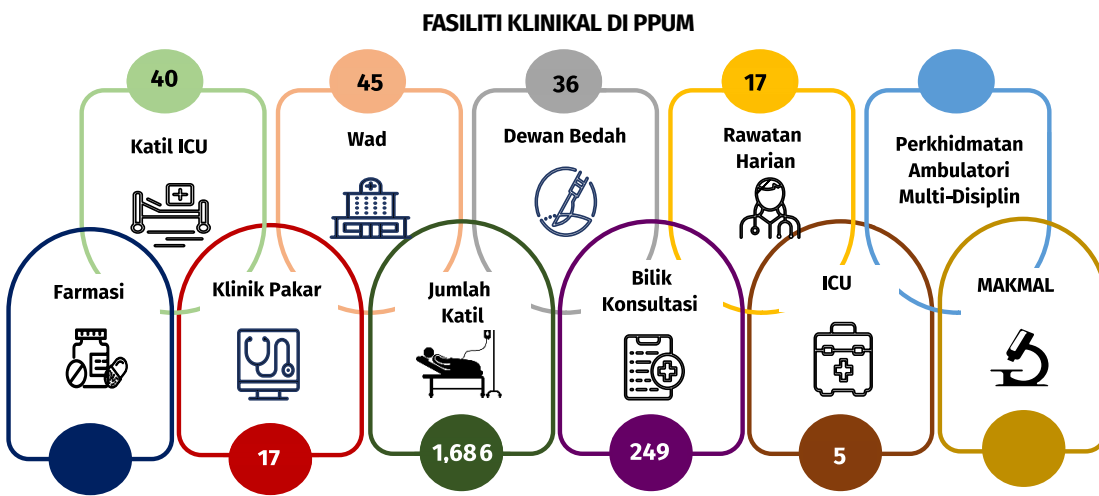 FASILITI KLINIKAL DI PPUM
40
Katil ICU
45
Wad
36
Dewan Bedah
17
Rawatan
Harian
Perkhidmatan
Ambulatori
Multi-Disiplin
Farmasi
Klinik Pakar
17
Jumlah
Katil
1,686
Bilik
Konsultasi
249
ICU
5
MAKMAL